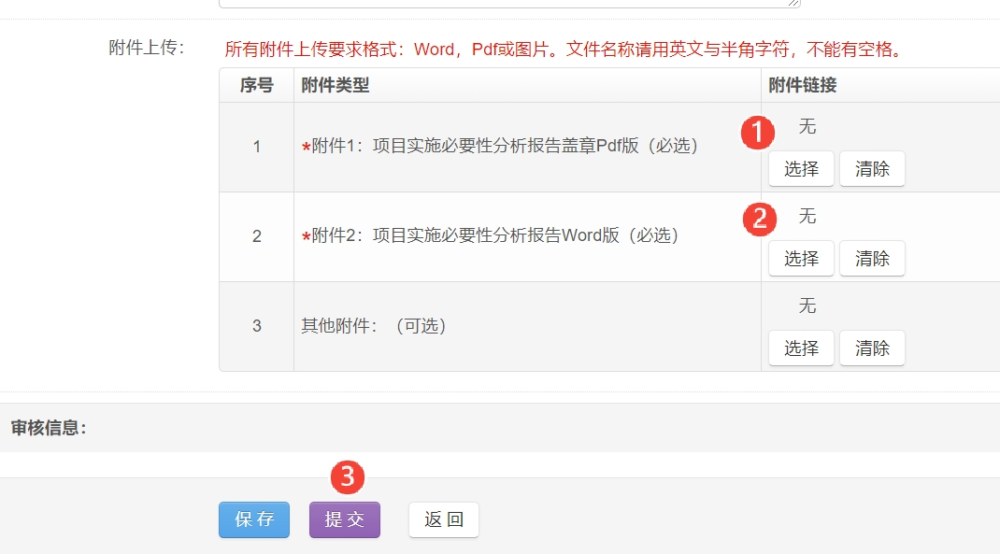 附件上传：
所有附件上传要求格式：Word，Pdf或图片。文件名称请用英文与半角字符，不能有空格。
序号 附件类型 附件链接
1 *附件1：项目实施必要性分析报告盖章Pdf版（必选） 1 无
选择 清除
2 *附件2：项目实施必要性分析报告Word版（必选） 2 无
选择 清除
3 其他附件：（可选） 无
选择 清除
审核信息：
3
保存 提交 返回